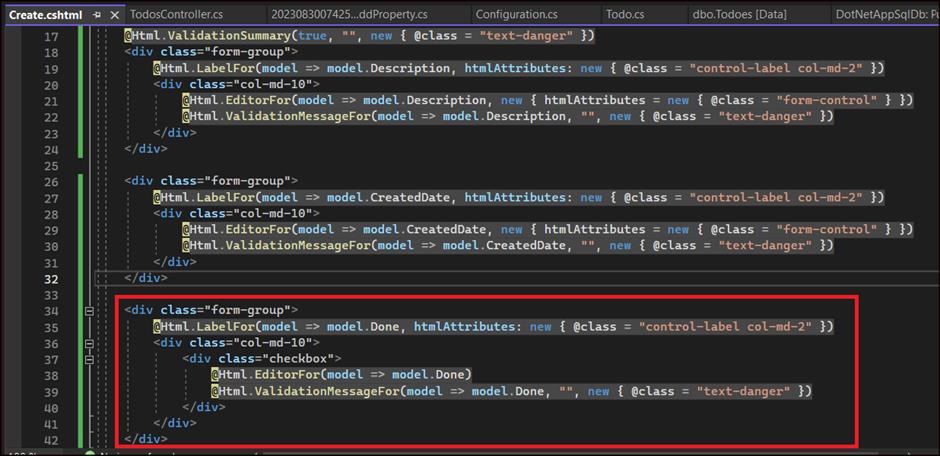 Create.cshtml TodosController.cs 2023083007425...ddProperty.cs Configuration.cs Todo.cs dbo.Todoes [Data] DotNetAppSqlDb: Pu
17 @Html.ValidationSummary(true, "", new { @class = "text-danger" })
18 <div class="form-group">
19 @Html.LabelFor(model => model.Description, htmlAttributes: new { @class = "control-label col-md-2" })
20 <div class="col-md-10">
21 @Html.EditorFor(model => model.Description, new { htmlAttributes = new { @class = "form-control" } })
22 @Html.ValidationMessageFor(model => model.Description, "", new { @class = "text-danger" })
23 </div>
24 </div>
25
26 <div class="form-group">
27 @Html.LabelFor(model => model.CreatedDate, htmlAttributes: new { @class = "control-label col-md-2" })
28 <div class="col-md-10">
29 @Html.EditorFor(model => model.CreatedDate, new { htmlAttributes = new { @class = "form-control" } })
30 @Html.ValidationMessageFor(model => model.CreatedDate, "", new { @class = "text-danger" })
31 </div>
32 </div>
33
34 <div class="form-group">
35 @Html.LabelFor(model => model.Done, htmlAttributes: new { @class = "control-label col-md-2" })
36 <div class="col-md-10">
37 <div class="checkbox">
38 @Html.EditorFor(model => model.Done)
39 @Html.ValidationMessageFor(model => model.Done, "", new { @class = "text-danger" })
40 </div>
41 </div>
42 </div>